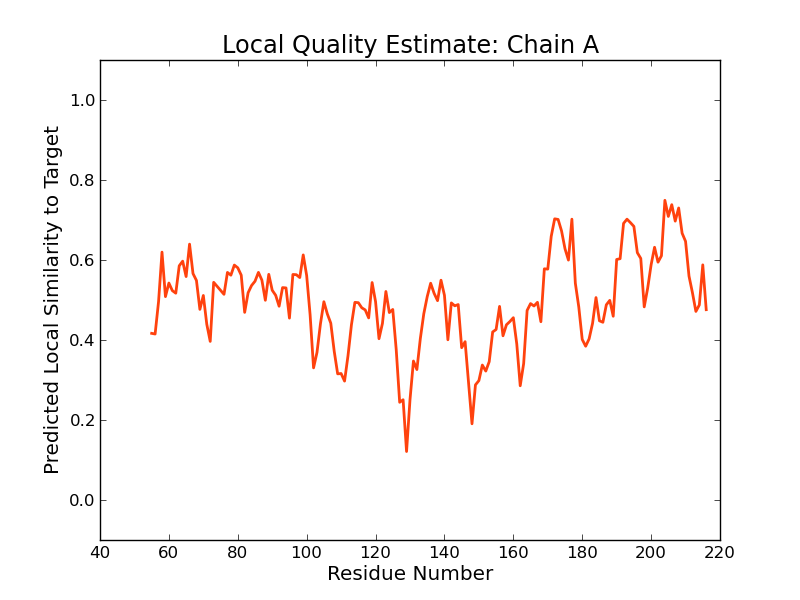 Local Quality Estimate: Chain A
Predicted Local Similarity to Target
1.0
0.8
0.6
0.4
0.2
0.0
40 60 80 100 120 140 160 180 200 220
Residue Number